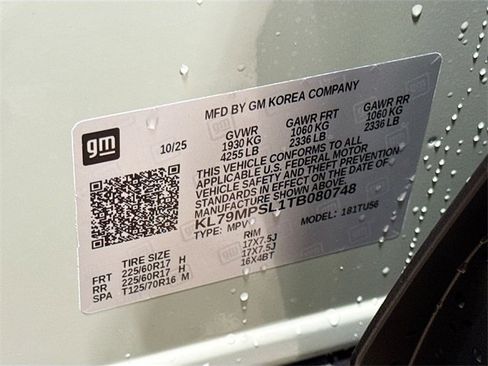 MFD BY GM KOREA COMPANY
gm
10/25
GVWR GAWR FRT GAWR RR
1930 KG 1060 KG 1060 KG
4255 LB 2336 LB 2336 LB
THIS VEHICLE CONFORMS TO ALL
APPLICABLE U.S. FEDERAL MOTOR
VEHICLE SAFETY AND THEFT PREVENTION
STANDARDS IN EFFECT ON THE DATE OF
MANUFACTURE SHOWN ABOVE.
KL79MPSL1TB080748
TYPE: MPV MODEL: 181TU56
TIRE SIZE RIM
FRT 225/60R17 H 17X7.5J
RR 225/60R17 H 17X7.5J
SPA T125/70R16 M 16X4BT